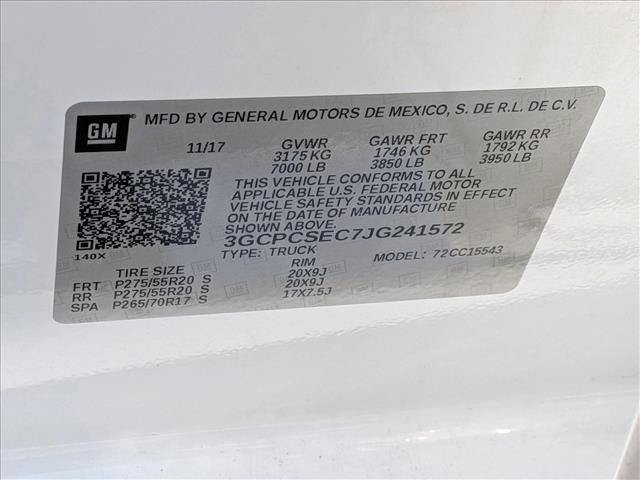 GM
MFD BY GENERAL MOTORS DE MEXICO, S. DE R.L. DE C.V.
11/17 GVWR GAWR FRT GAWR RR
3175 KG 1746 KG 1792 KG
7000 LB 3850 LB 3950 LB
THIS VEHICLE CONFORMS TO ALL
APPLICABLE U.S. FEDERAL MOTOR
VEHICLE SAFETY STANDARDS IN EFFECT
ON THE DATE OF MANUFACTURE
SHOWN ABOVE.
3GCPCSEC7JG241572
140X TYPE: TRUCK MODEL: 72CC15543
TIRE SIZE RIM
FRT P275/55R20 S 20X9J
RR P275/55R20 S 20X9J
SPA P265/70R17 S 17X7.5J